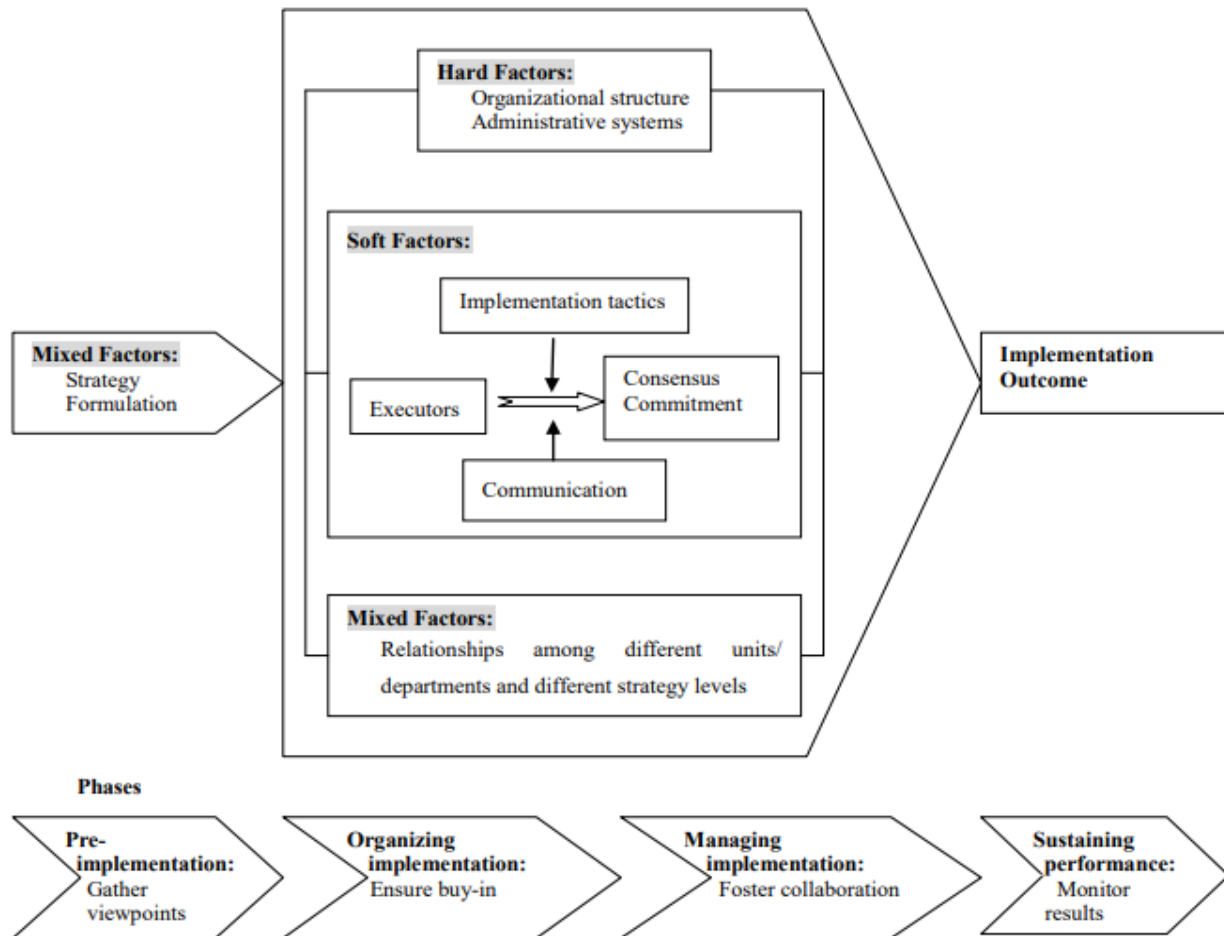 Hard Factors:
Organizational structure
Administrative systems
Soft Factors:
Implementation tactics
Mixed Factors:
Strategy
Formulation
Executors
Consensus
Commitment
Communication
Implementation
Outcome
Mixed Factors:
Relationships among different units/
departments and different strategy levels
Phases
Pre-
implementation:
Gather
viewpoints
Organizing
implementation:
Ensure buy-in
Managing
implementation:
Foster collaboration
Sustaining
performance:
Monitor
results